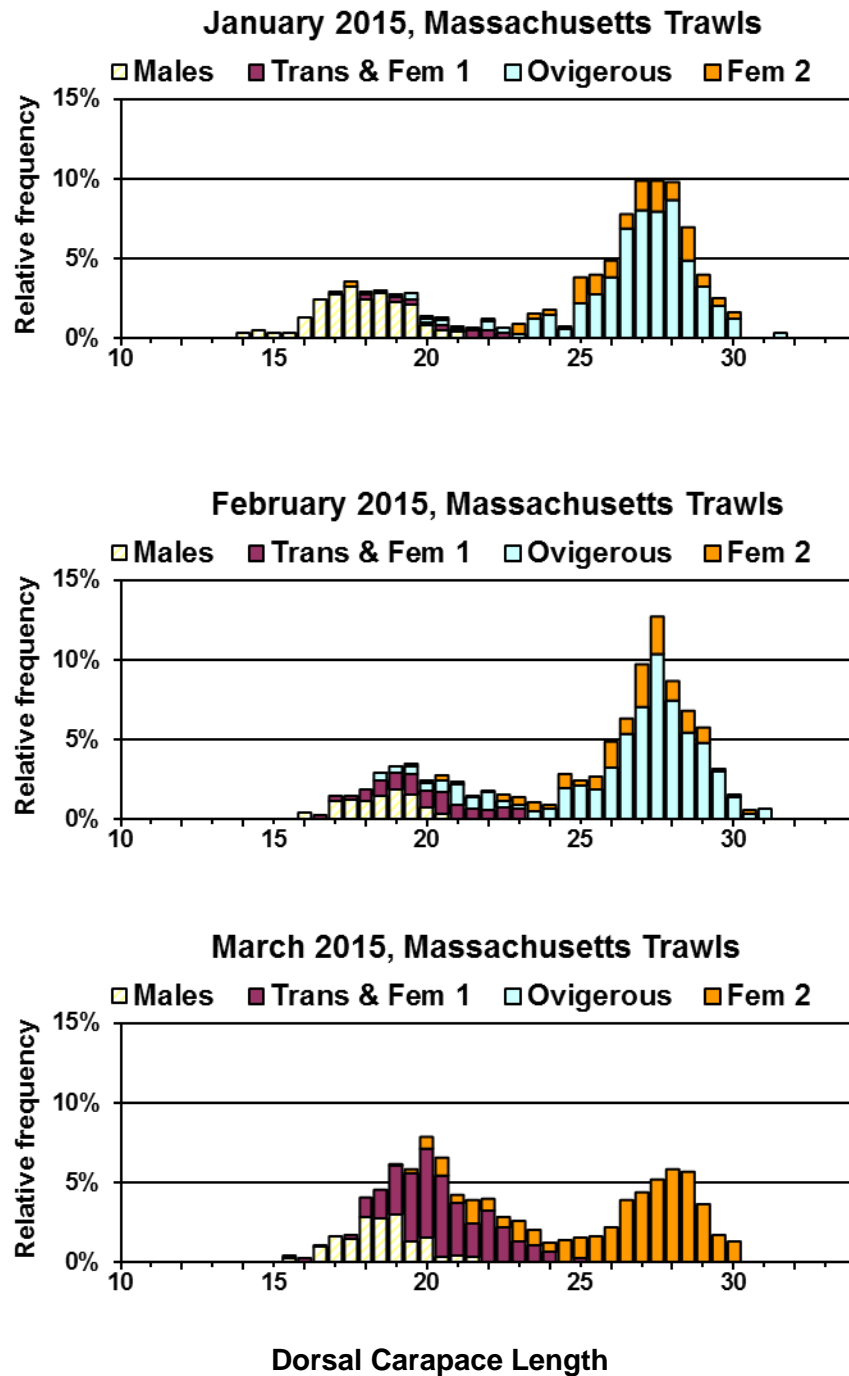 January 2015, Massachusetts Trawls
Males Trans & Fem 1 Ovigerous Fem 2
Relative frequency
15%
10%
5%
0%
10 15 20 25 30
February 2015, Massachusetts Trawls
Males Trans & Fem 1 Ovigerous Fem 2
Relative frequency
15%
10%
5%
0%
10 15 20 25 30
March 2015, Massachusetts Trawls
Males Trans & Fem 1 Ovigerous Fem 2
Relative frequency
15%
10%
5%
0%
10 15 20 25 30
Dorsal Carapace Length